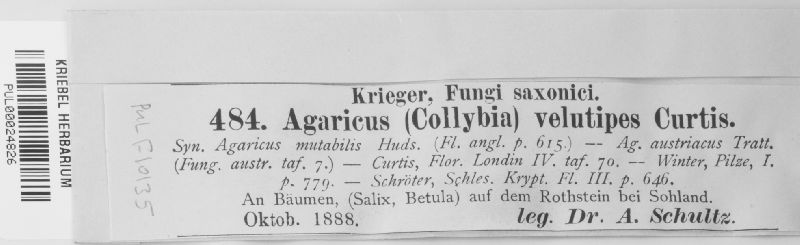 Krieger, Fungi saxonici.
484. Agaricus (Collybia) velutipes Curtis.
Syn. Agaricus mutabilis Huds. (Fl. angl. p. 615.) — Ag. austriacus Tratt.
(Fung. austr. taf. 7.) — Curtis, Flor. Londin IV. taf. 70. — Winter, Pilze, I.
p. 779. — Schröter, Schles. Krypt. Fl. III. p. 646.
An Bäumen, (Salix, Betula) auf dem Rothstein bei Sohland.
Oktob. 1888. leg. Dr. A. Schultz.
PUL F10135
KRIEBEL HERBARIUM
PUL00024826